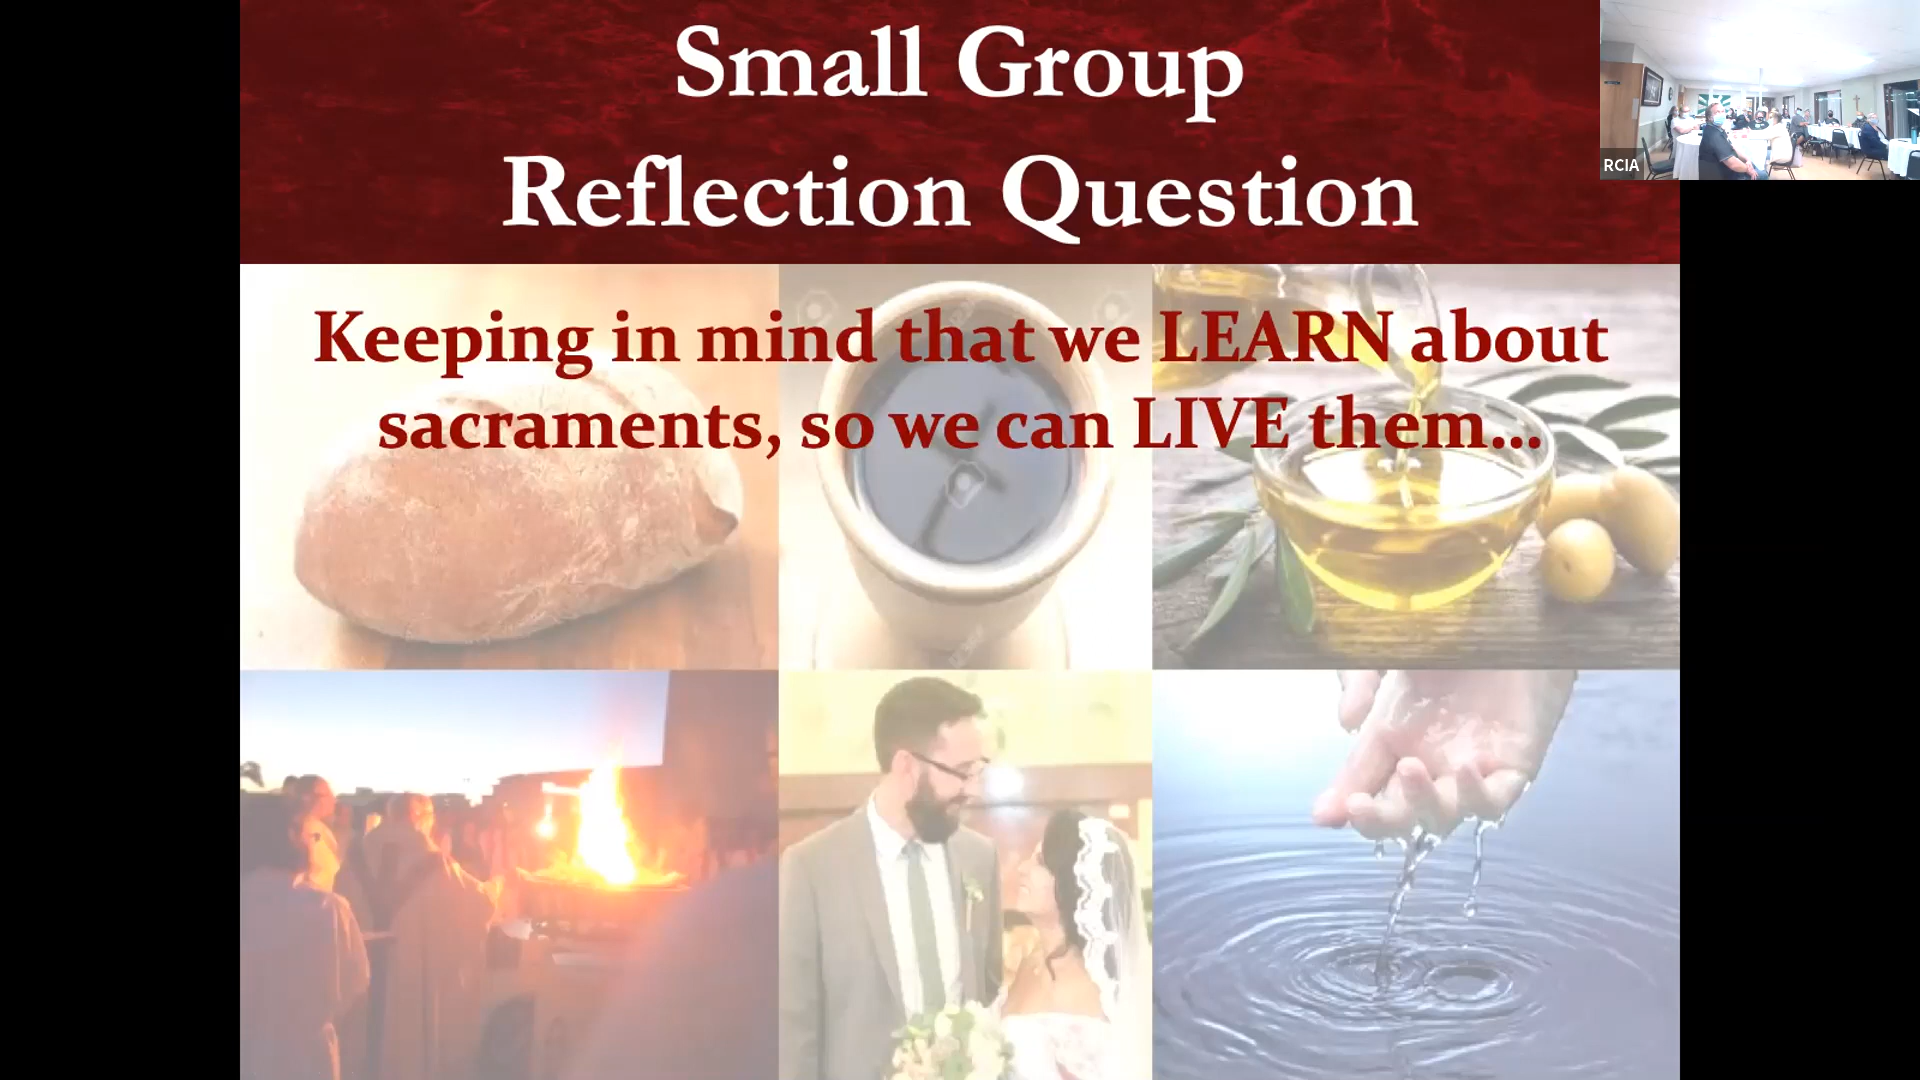 Small Group
Reflection Question
Keeping in mind that we LEARN about
sacraments, so we can LIVE them...
RCIA